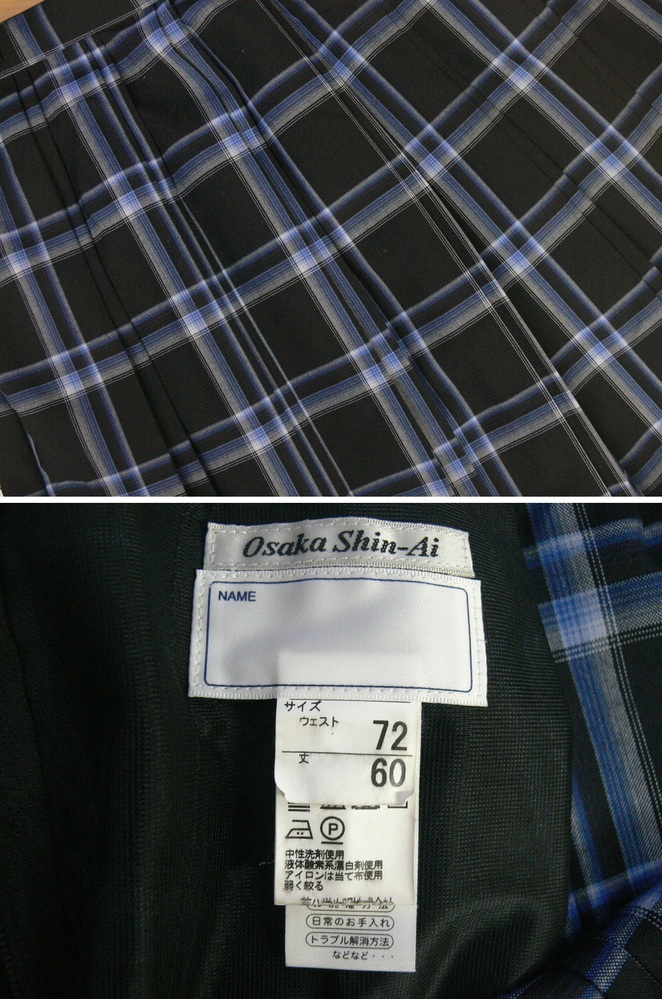 Osaka Shin-Ai
NAME
サイズ
ウェスト
72
丈
60
P
中性洗剤使用
液体酸素系漂白剤使用
アイロンは当て布使用
弱く絞る
日常のお手入れ
トラブル解消方法
などなど・・・